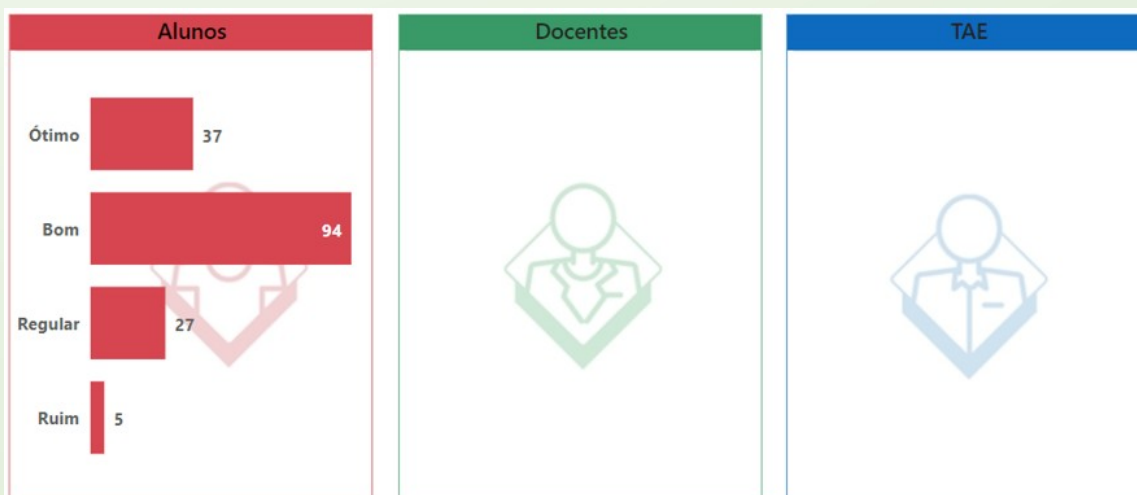 Alunos
Docentes
TAE
Ótimo
37
Bom
94
Regular
27
Ruim
5